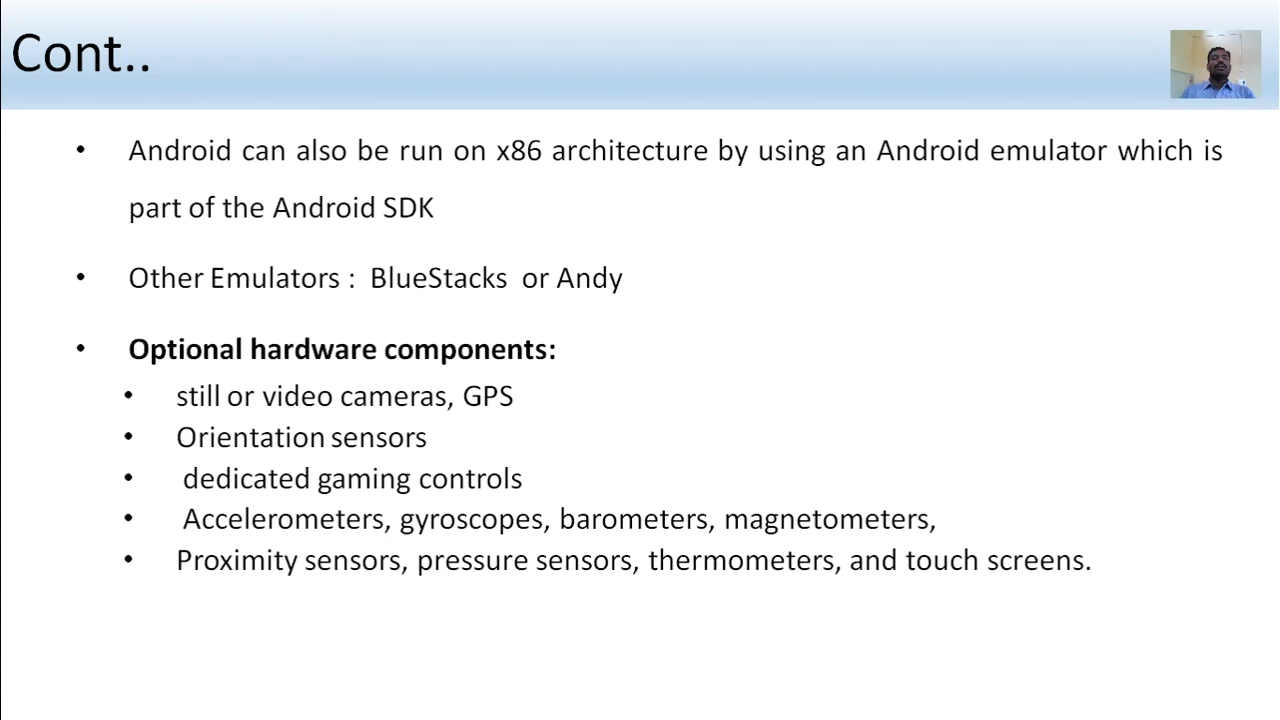 Cont..
• Android can also be run on x86 architecture by using an Android emulator which is
part of the Android SDK
• Other Emulators : BlueStacks or Andy
• Optional hardware components:
• still or video cameras, GPS
• Orientation sensors
• dedicated gaming controls
• Accelerometers, gyroscopes, barometers, magnetometers,
• Proximity sensors, pressure sensors, thermometers, and touch screens.